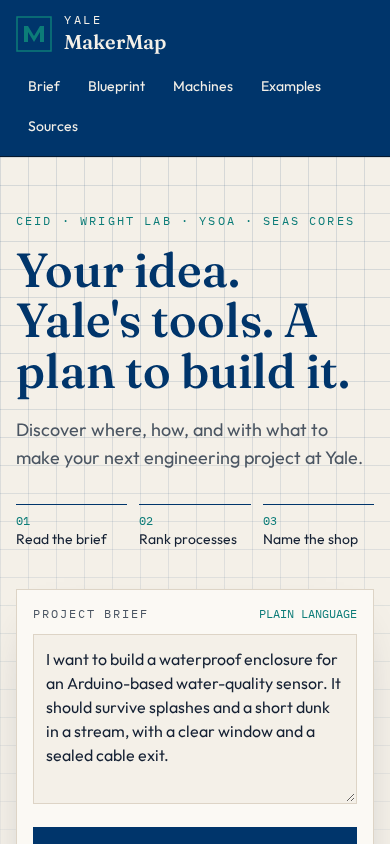 M
YALE
MakerMap
Brief Blueprint Machines Examples
Sources
CEID · WRIGHT LAB · YSOA · SEAS CORES
Your idea.
Yale's tools. A
plan to build it.
Discover where, how, and with what to
make your next engineering project at Yale.
01 02 03
Read the brief Rank processes Name the shop
PROJECT BRIEF PLAIN LANGUAGE
I want to build a waterproof enclosure for
an Arduino-based water-quality sensor. It
should survive splashes and a short dunk
in a stream, with a clear window and a
sealed cable exit.